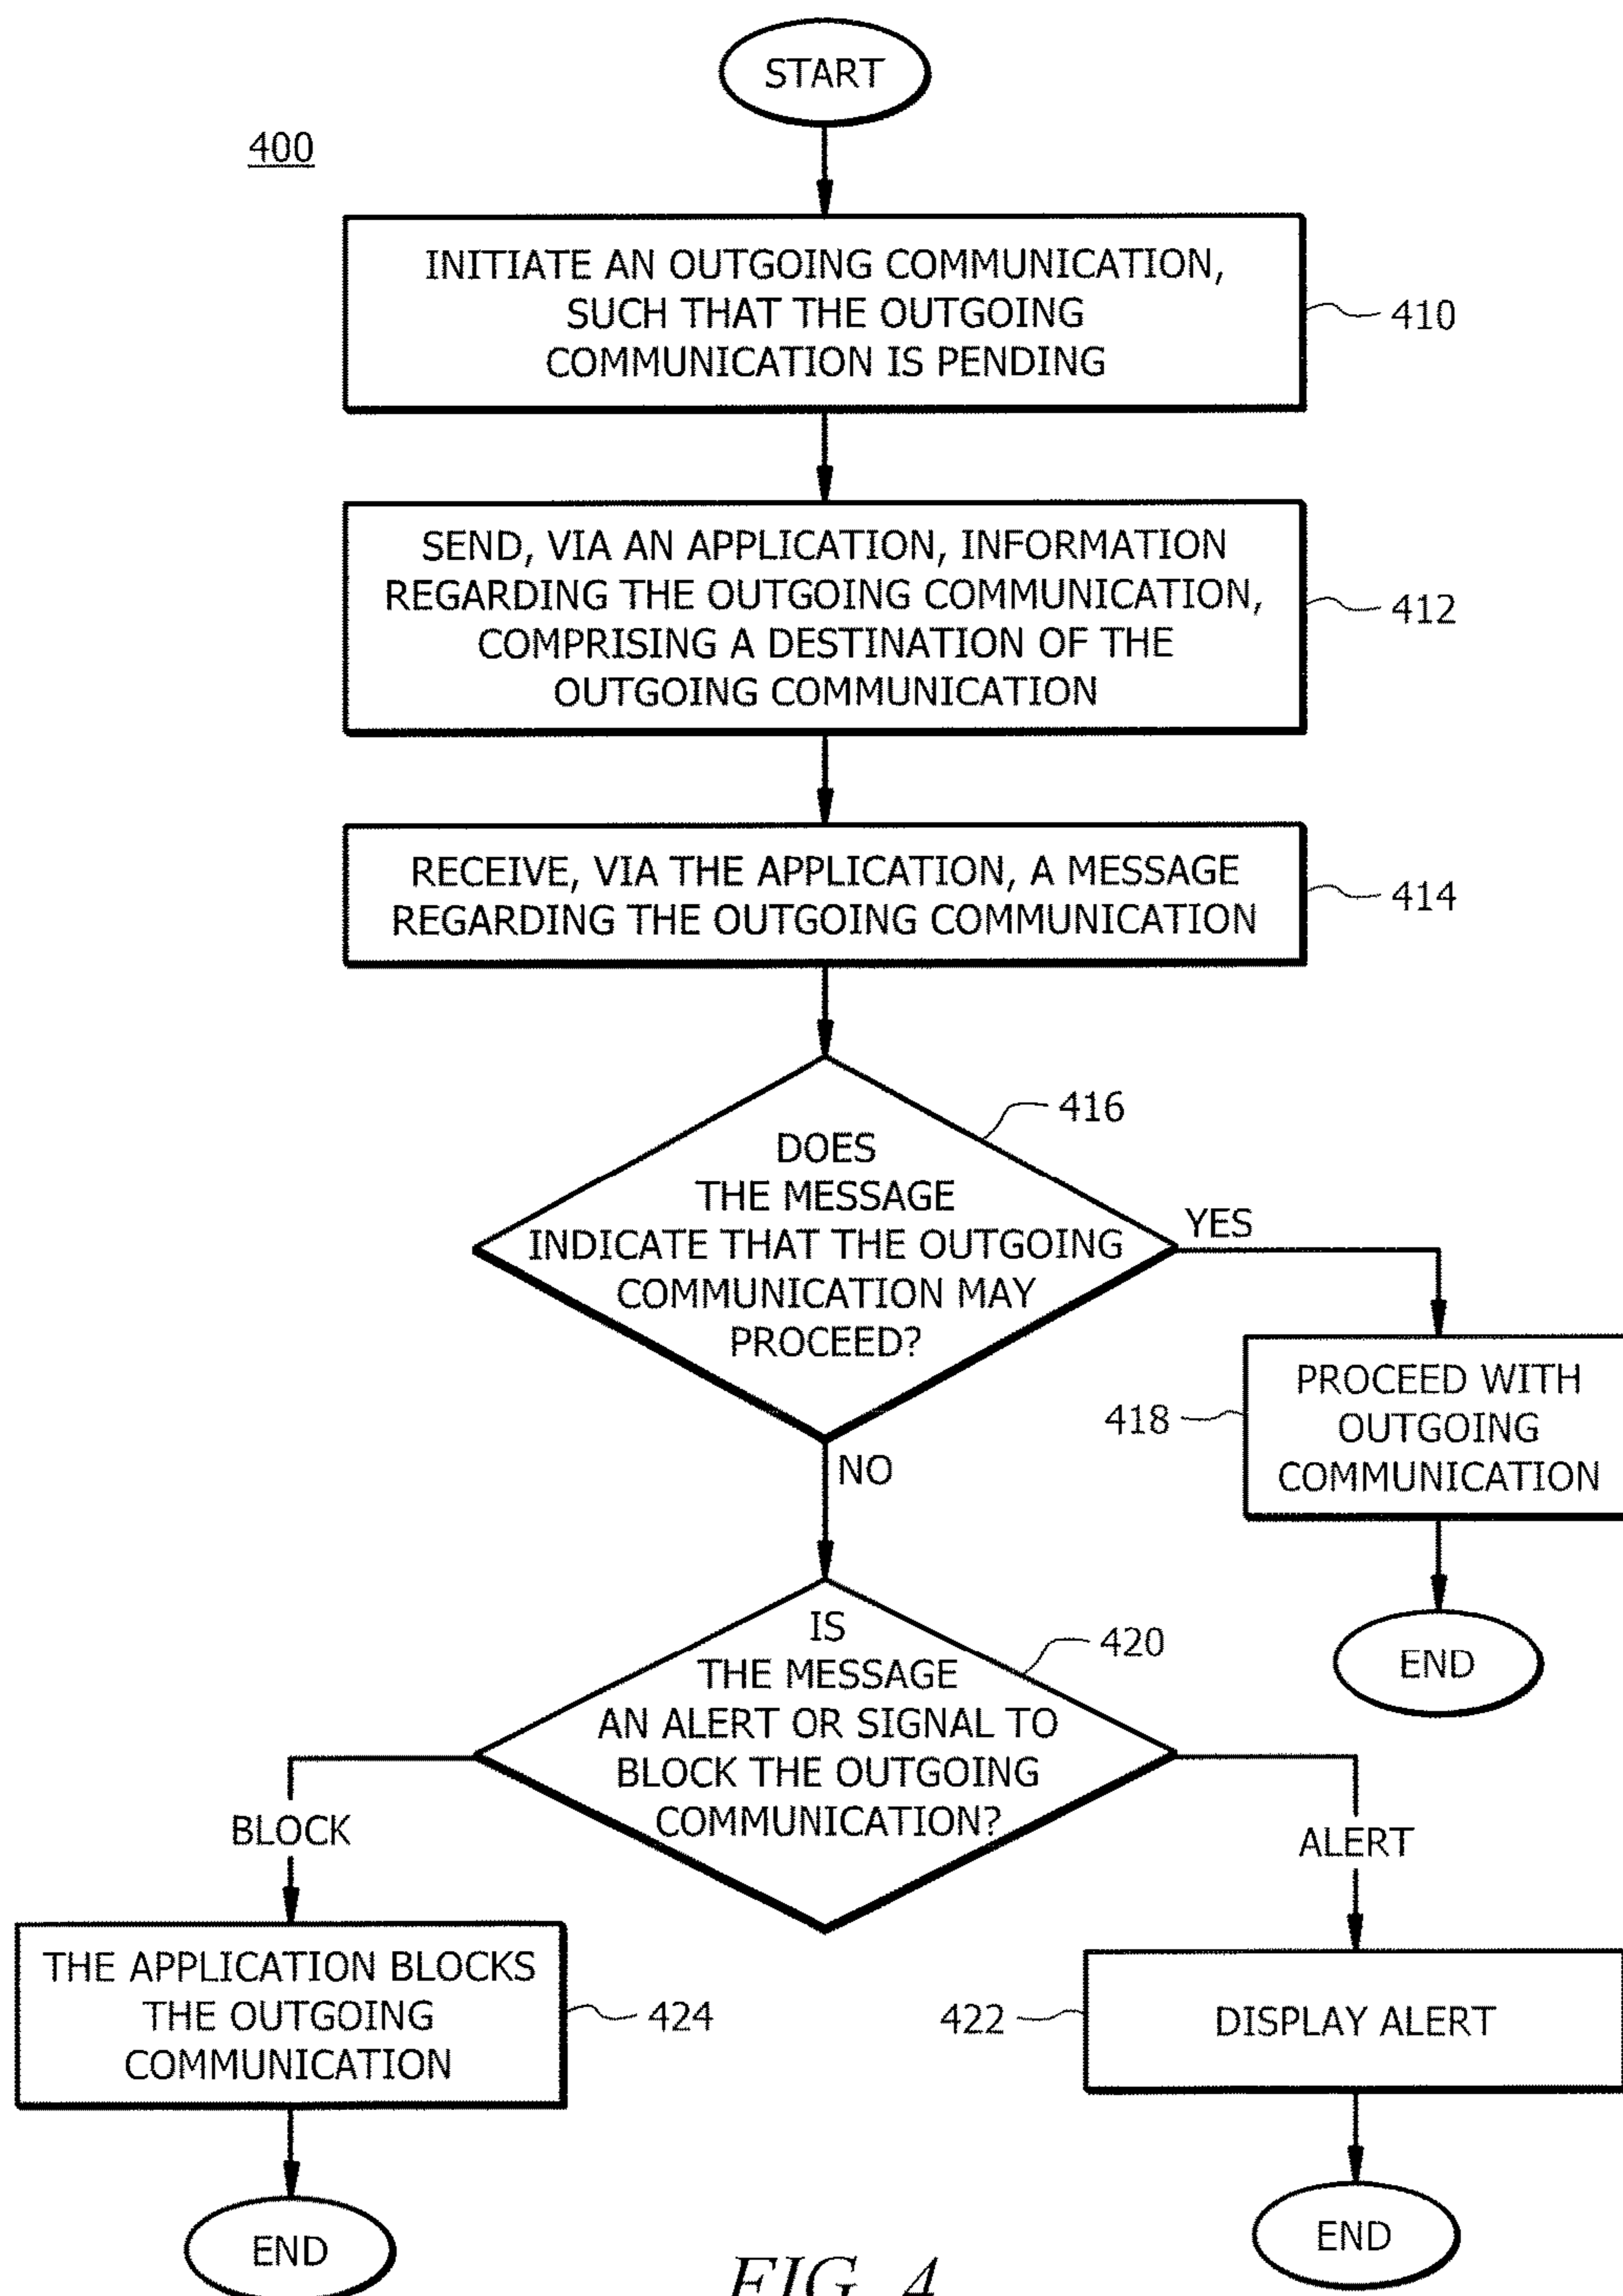 START
400
INITIATE AN OUTGOING COMMUNICATION,
SUCH THAT THE OUTGOING
COMMUNICATION IS PENDING
410
SEND, VIA AN APPLICATION, INFORMATION
REGARDING THE OUTGOING COMMUNICATION,
COMPRISING A DESTINATION OF THE
OUTGOING COMMUNICATION
412
RECEIVE, VIA THE APPLICATION, A MESSAGE
REGARDING THE OUTGOING COMMUNICATION
414
416
DOES
THE MESSAGE
INDICATE THAT THE OUTGOING
COMMUNICATION MAY
PROCEED?
YES
418
PROCEED WITH
OUTGOING
COMMUNICATION
END
NO
420
IS
THE MESSAGE
AN ALERT OR SIGNAL TO
BLOCK THE OUTGOING
COMMUNICATION?
BLOCK
ALERT
THE APPLICATION BLOCKS
THE OUTGOING
COMMUNICATION
424
422
DISPLAY ALERT
END
END
FIG. 4